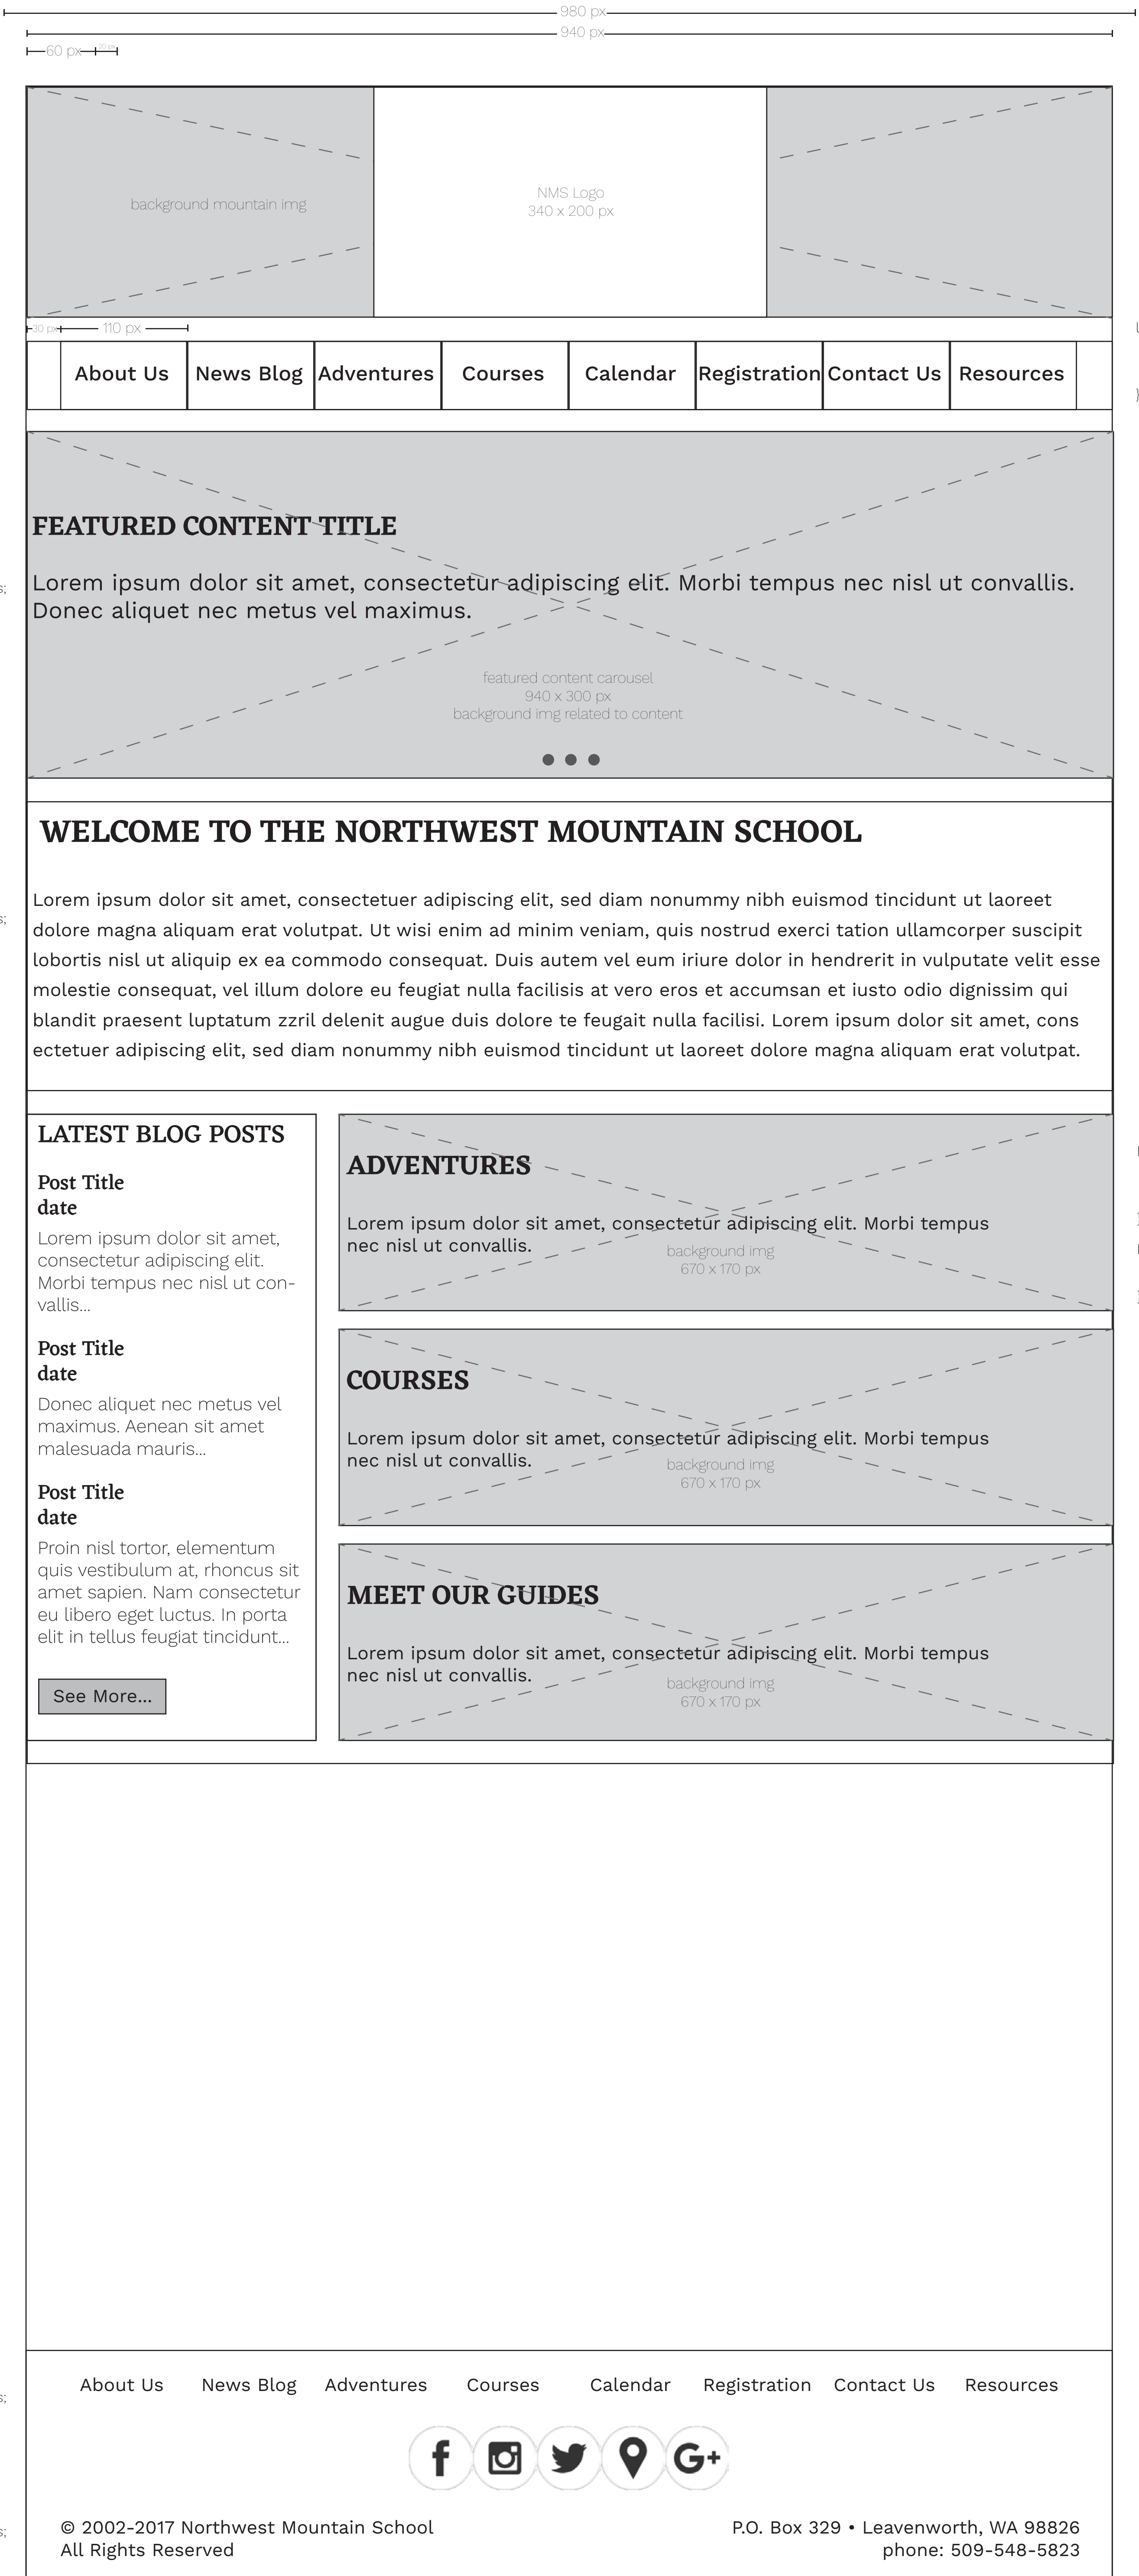 980 px
940 px
60 px
20 px
background mountain img
NMS Logo
340 x 200 px
30 px
110 px
About Us
News Blog
Adventures
Courses
Calendar
Registration
Contact Us
Resources
FEATURED CONTENT TITLE
Lorem ipsum dolor sit amet, consectetur adipiscing elit. Morbi tempus nec nisl ut convallis.
Donec aliquet nec metus vel maximus.
featured content carousel
940 x 300 px
background img related to content
WELCOME TO THE NORTHWEST MOUNTAIN SCHOOL
Lorem ipsum dolor sit amet, consectetuer adipiscing elit, sed diam nonummy nibh euismod tincidunt ut laoreet
dolore magna aliquam erat volutpat. Ut wisi enim ad minim veniam, quis nostrud exerci tation ullamcorper suscipit
lobortis nisl ut aliquip ex ea commodo consequat. Duis autem vel eum iriure dolor in hendrerit in vulputate velit esse
molestie consequat, vel illum dolore eu feugiat nulla facilisis at vero eros et accumsan et iusto odio dignissim qui
blandit praesent luptatum zzril delenit augue duis dolore te feugait nulla facilisi. Lorem ipsum dolor sit amet, cons
ectetuer adipiscing elit, sed diam nonummy nibh euismod tincidunt ut laoreet dolore magna aliquam erat volutpat.
LATEST BLOG POSTS
Post Title
date
Lorem ipsum dolor sit amet,
consectetur adipiscing elit.
Morbi tempus nec nisl ut con-
vallis...
Post Title
date
Donec aliquet nec metus vel
maximus. Aenean sit amet
malesuada mauris...
Post Title
date
Proin nisl tortor, elementum
quis vestibulum at, rhoncus sit
amet sapien. Nam consectetur
eu libero eget luctus. In porta
elit in tellus feugiat tincidunt...
See More...
ADVENTURES
Lorem ipsum dolor sit amet, consectetur adipiscing elit. Morbi tempus
nec nisl ut convallis.
background img
670 x 170 px
COURSES
Lorem ipsum dolor sit amet, consectetur adipiscing elit. Morbi tempus
nec nisl ut convallis.
background img
670 x 170 px
MEET OUR GUIDES
Lorem ipsum dolor sit amet, consectetur adipiscing elit. Morbi tempus
nec nisl ut convallis.
background img
670 x 170 px
About Us
News Blog
Adventures
Courses
Calendar
Registration
Contact Us
Resources
© 2002-2017 Northwest Mountain School
All Rights Reserved
P.O. Box 329 • Leavenworth, WA 98826
phone: 509-548-5823